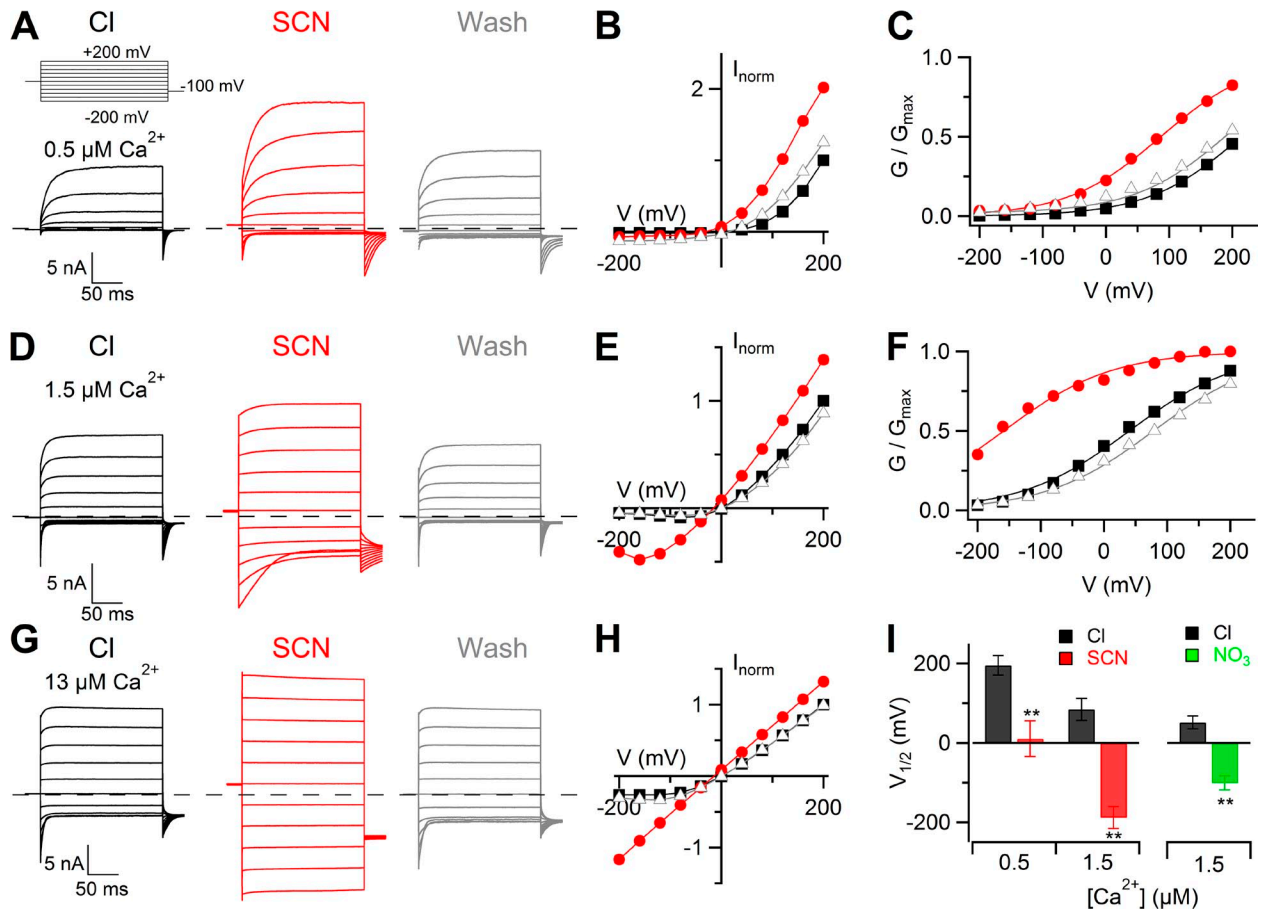 A Cl SCN Wash B C
+200 mV
-100 mV
-200 mV
0.5 µM Ca2+
5 nA
50 ms
Inorm
2
V (mV)
-200 200
G / Gmax
1.0
0.5
0.0
-200 -100 0 100 200
V (mV)
D Cl SCN Wash E F
1.5 µM Ca2+
5 nA
50 ms
Inorm
1
V (mV)
-200 200
G / Gmax
1.0
0.5
0.0
-200 -100 0 100 200
V (mV)
G Cl SCN Wash H I
13 µM Ca2+
5 nA
50 ms
Inorm
1
V (mV)
-200 200
-1
Cl Cl
SCN NO3
V1/2 (mV)
200
0
-200
** ** **
0.5 1.5 1.5
[Ca2+] (µM)